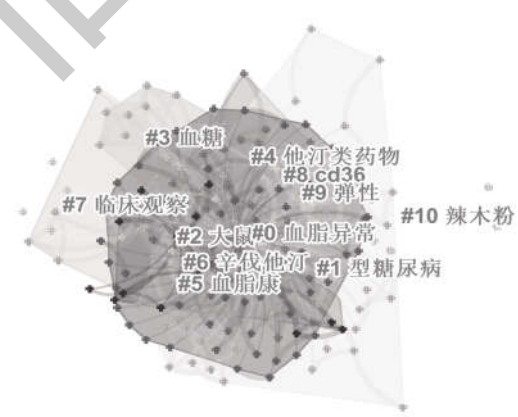 #3 血糖
#4 他汀类药物
#8 cd36
#9 弹性
#7 临床观察
#10 辣木粉
#2 大鼠
#0 血脂异常
#6 辛伐他汀
#1 型糖尿病
#5 血脂康